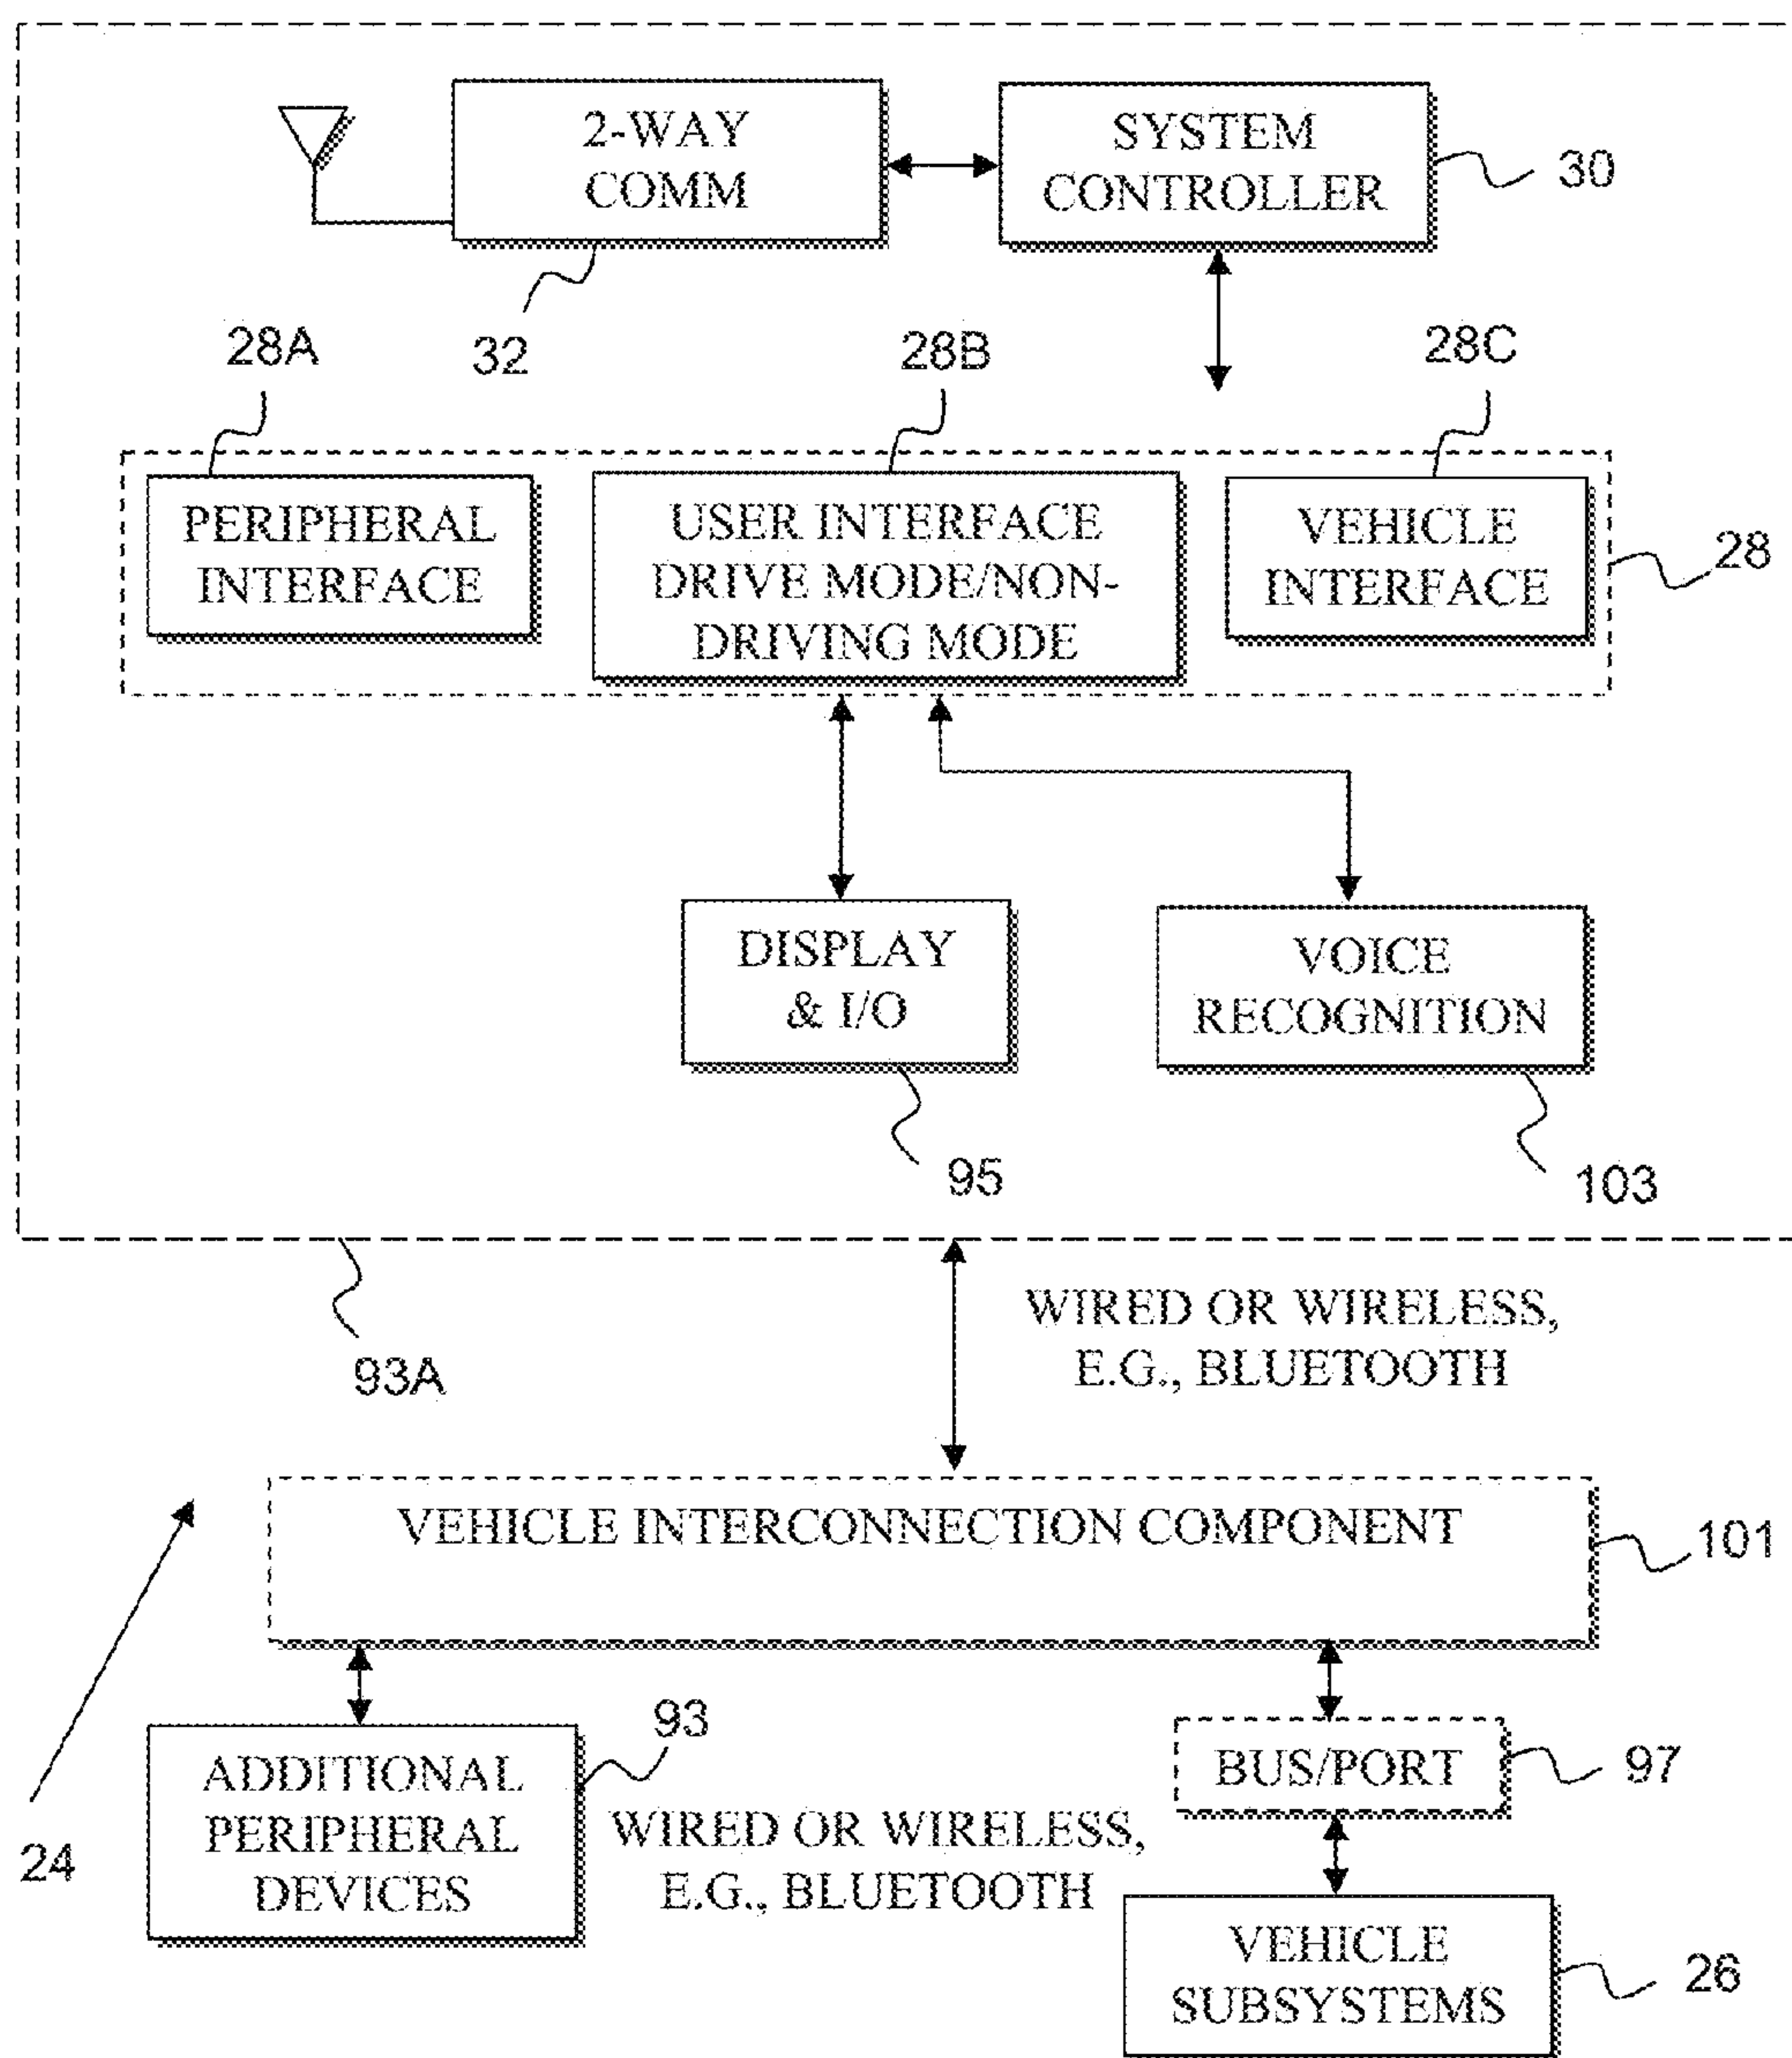 2-WAY
COMM
SYSTEM
CONTROLLER
30
32
28A
28B
28C
PERIPHERAL
INTERFACE
USER INTERFACE
DRIVE MODE/NON-
DRIVING MODE
VEHICLE
INTERFACE
28
DISPLAY
& I/O
VOICE
RECOGNITION
95
103
93A
WIRED OR WIRELESS,
E.G., BLUETOOTH
VEHICLE INTERCONNECTION COMPONENT
101
24
ADDITIONAL
PERIPHERAL
DEVICES
93
WIRED OR WIRELESS,
E.G., BLUETOOTH
BUS/PORT
97
VEHICLE
SUBSYSTEMS
26